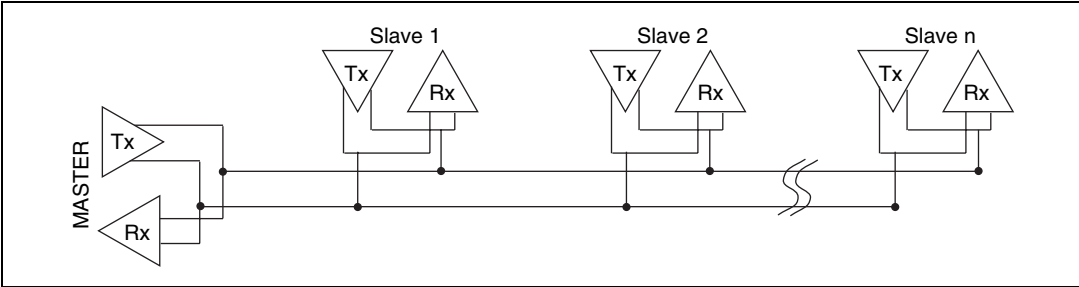 Slave 1
Slave 2
Slave n
Tx
Rx
Tx
Rx
Tx
Rx
MASTER
Tx
Rx